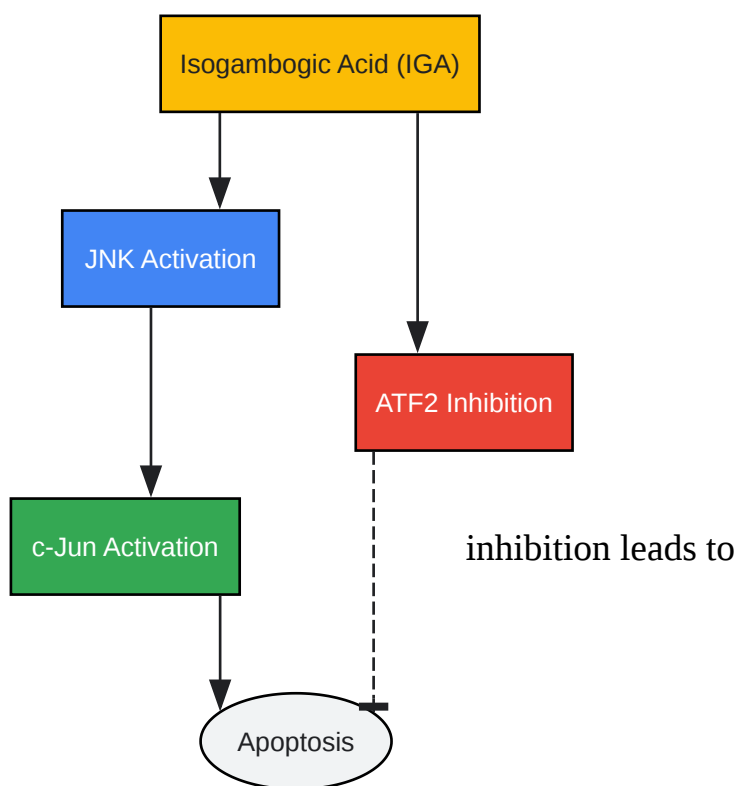 Isogambogic Acid (IGA)
JNK Activation
ATF2 Inhibition
c-Jun Activation
inhibition leads to
Apoptosis